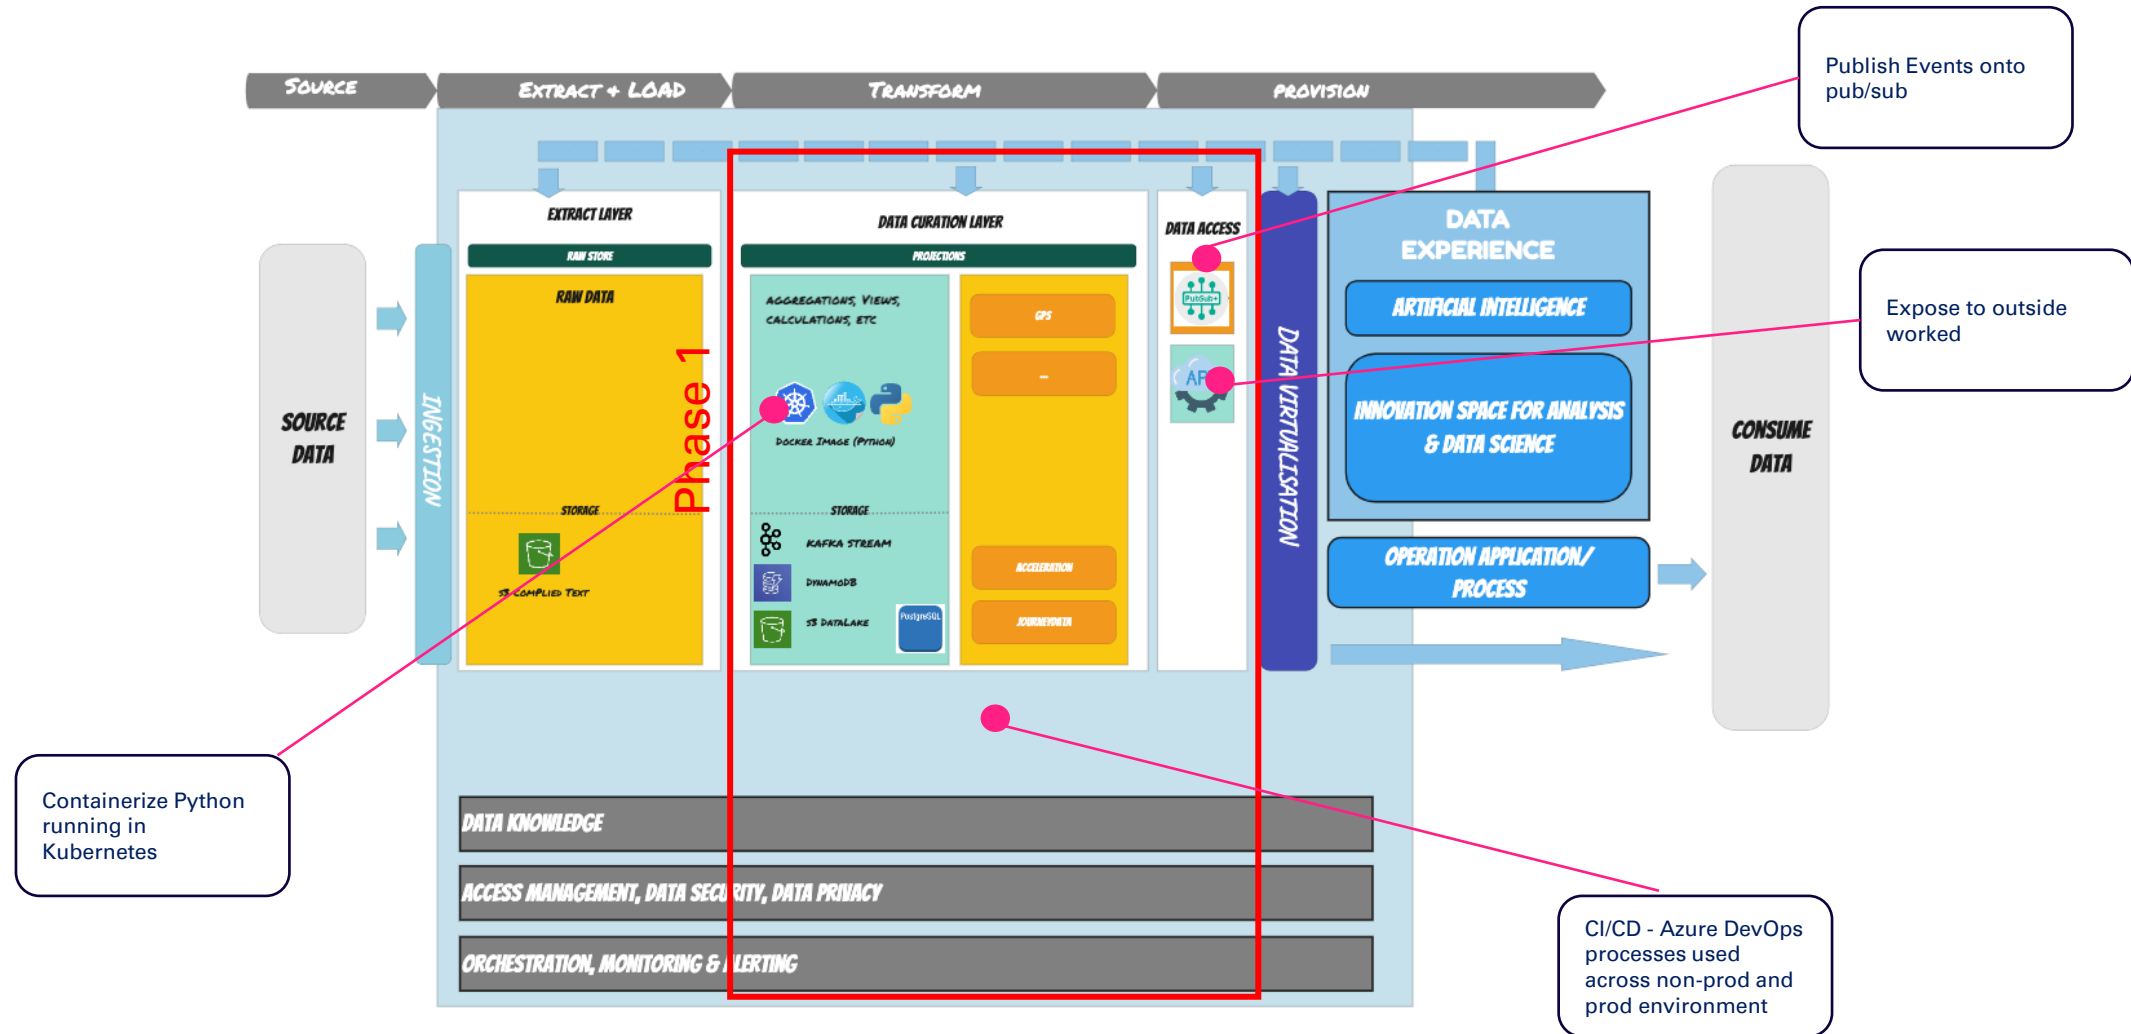 SOURCE
EXTRACT + LOAD
TRANSFORM
PROVISION
Publish Events onto
pub/sub
EXTRACT LAYER
RAW STORE
RAW DATA
STORAGE
S3 COMPLIED TEXT
DATA CURATION LAYER
PROJECTIONS
AGGREGATIONS, VIEWS,
CALCULATIONS, ETC
DOCKER IMAGE (PYTHON)
STORAGE
KAFKA STREAM
DYNAMODB
S3 DATALAKE
PostgreSQL
GPS
...
ACCELERATION
JOURNEYDATA
DATA ACCESS
PubSub+
API
Phase 1
SOURCE
DATA
INGESTION
DATA VIRTUALISATION
DATA
EXPERIENCE
ARTIFICIAL INTELLIGENCE
INNOVATION SPACE FOR ANALYSIS
& DATA SCIENCE
OPERATION APPLICATION/
PROCESS
CONSUME
DATA
Expose to outside
worked
Containerize Python
running in
Kubernetes
DATA KNOWLEDGE
ACCESS MANAGEMENT, DATA SECURITY, DATA PRIVACY
ORCHESTRATION, MONITORING & ALERTING
CI/CD - Azure DevOps
processes used
across non-prod and
prod environment